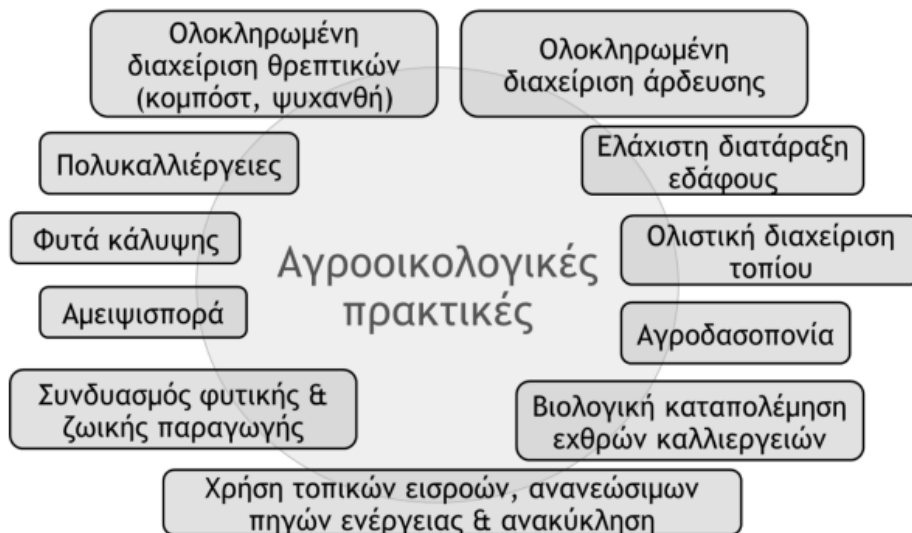 Ολοκληρωμένη
διαχείριση θρεπτικών
(κομπόστ, ψυχανθή)
Ολοκληρωμένη
διαχείριση άρδευσης
Πολυκαλλιέργειες
Ελάχιστη διατάραξη
εδάφους
Φυτά κάλυψης
Ολιστική διαχείριση
τοπίου
Αγροοικολογικές
πρακτικές
Αμειψισπορά
Αγροδασοπονία
Συνδυασμός φυτικής &
ζωικής παραγωγής
Βιολογική καταπολέμηση
εχθρών καλλιεργειών
Χρήση τοπικών εισροών, ανανεώσιμων
πηγών ενέργειας & ανακύκληση